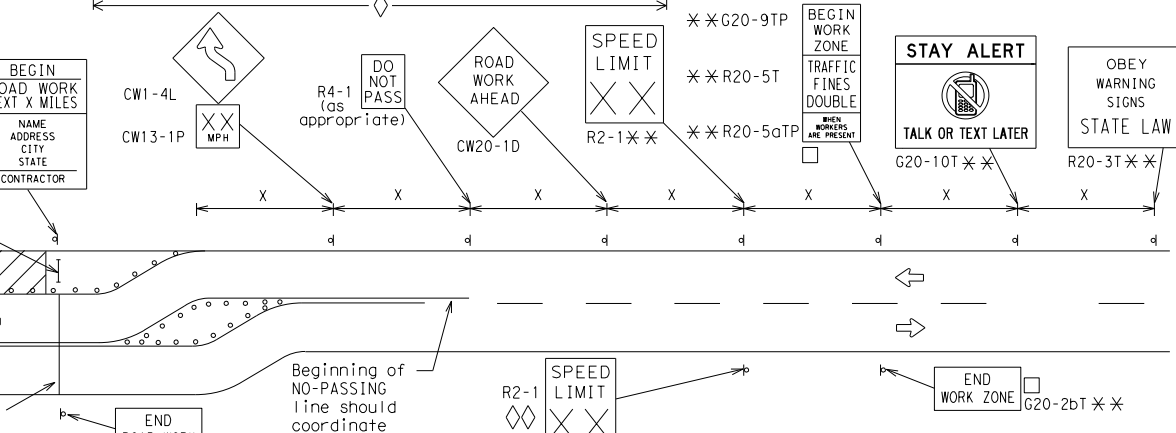 BEGIN
ROAD WORK
NEXT X MILES
NAME
ADDRESS
CITY
STATE
CONTRACTOR
CW1-4L
CW13-1P
XX
MPH
R4-1
(as
appropriate)
DO
NOT
PASS
ROAD
WORK
AHEAD
CW20-1D
SPEED
LIMIT
XX
R2-1**
**G20-9TP
**R20-5T
**R20-5aTP
BEGIN
WORK
ZONE
TRAFFIC
FINES
DOUBLE
WHEN
WORKERS
ARE PRESENT
STAY ALERT
TALK OR TEXT LATER
G20-10T**
OBEY
WARNING
SIGNS
STATE LAW
R20-3T**
X X X X X X X
Beginning of
NO-PASSING
line should
coordinate
R2-1
SPEED
LIMIT
X X
END
WORK ZONE
G20-2bT**
END
ROAD WORK